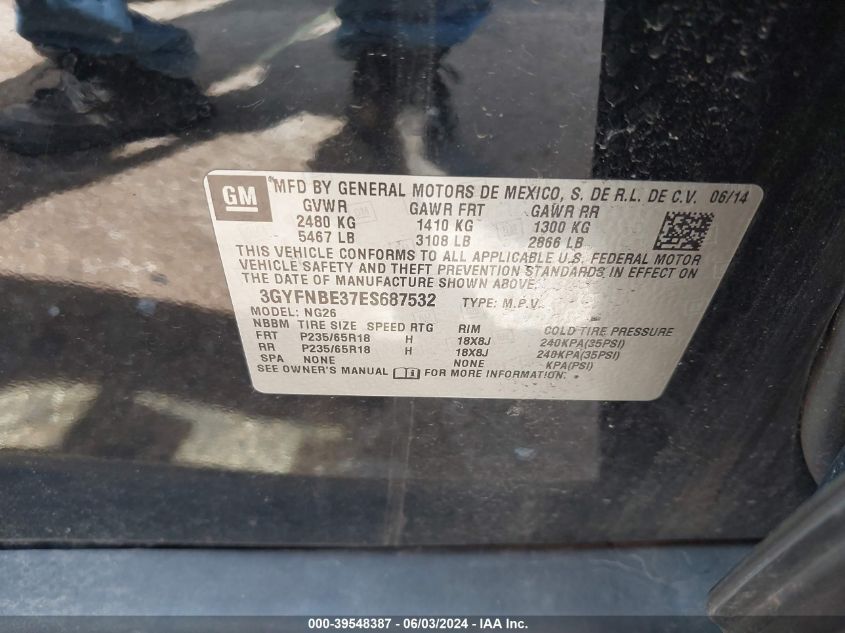 GM MFD BY GENERAL MOTORS DE MEXICO, S. DE R.L. DE C.V. 06/14
GVWR GAWR FRT GAWR RR
2480 KG 1410 KG 1300 KG
5467 LB 3108 LB 2866 LB
THIS VEHICLE CONFORMS TO ALL APPLICABLE U.S. FEDERAL MOTOR
VEHICLE SAFETY AND THEFT PREVENTION STANDARDS IN EFFECT ON
THE DATE OF MANUFACTURE SHOWN ABOVE.
3GYFNBE37ES687532 TYPE: M.P.V.
MODEL: NG26
NBBM TIRE SIZE SPEED RTG RIM COLD TIRE PRESSURE
FRT P235/65R18 H 18X8J 240KPA(35PSI)
RR P235/65R18 H 18X8J 240KPA(35PSI)
SPA NONE NONE KPA(PSI)
SEE OWNER'S MANUAL FOR MORE INFORMATION.
000-39548387 - 06/03/2024 - IAA Inc.